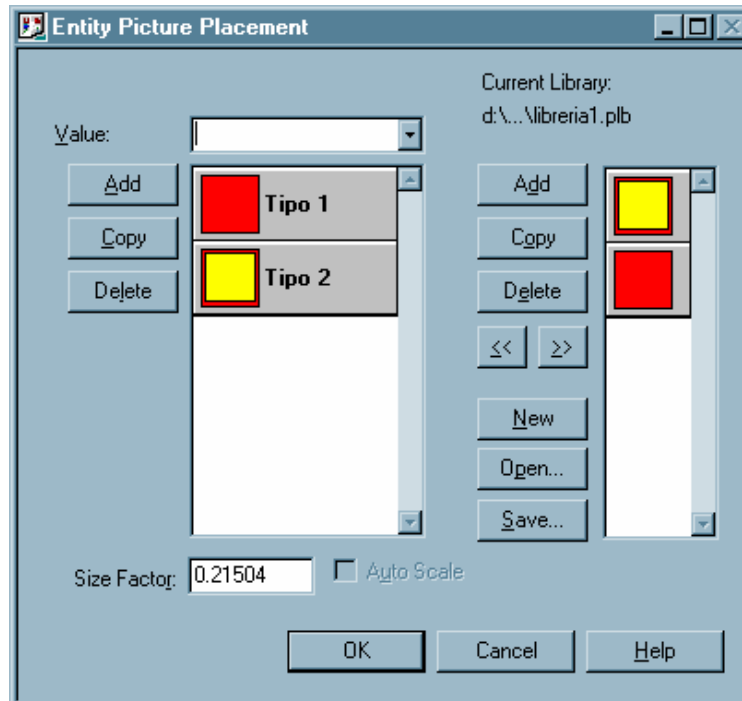 Entity Picture Placement
Current Library:
d:\...\libreria1.plb
Value:
Add
Copy
Delete
Tipo 1
Tipo 2
Add
Copy
Delete
<< >>
New
Open...
Save...
Size Factor: 0.21504 Auto Scale
OK Cancel Help